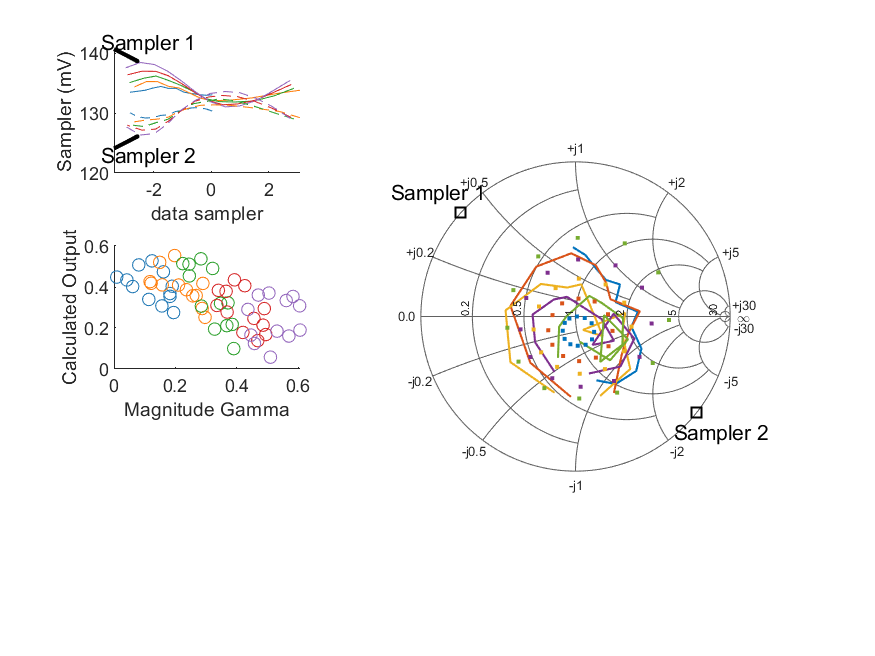 Sampler 1
140
130
120
Sampler (mV)
Sampler 2
-2
0
2
data sampler
0.6
0.4
0.2
0
Calculated Output
0
0.2
0.4
0.6
Magnitude Gamma
+j1
+j0.5
+j2
Sampler 1
+j0.2
+j5
0.0
0.2
0.5
1
2
5
30
+j30
∞
-j30
-j0.2
-j5
Sampler 2
-j0.5
-j2
-j1